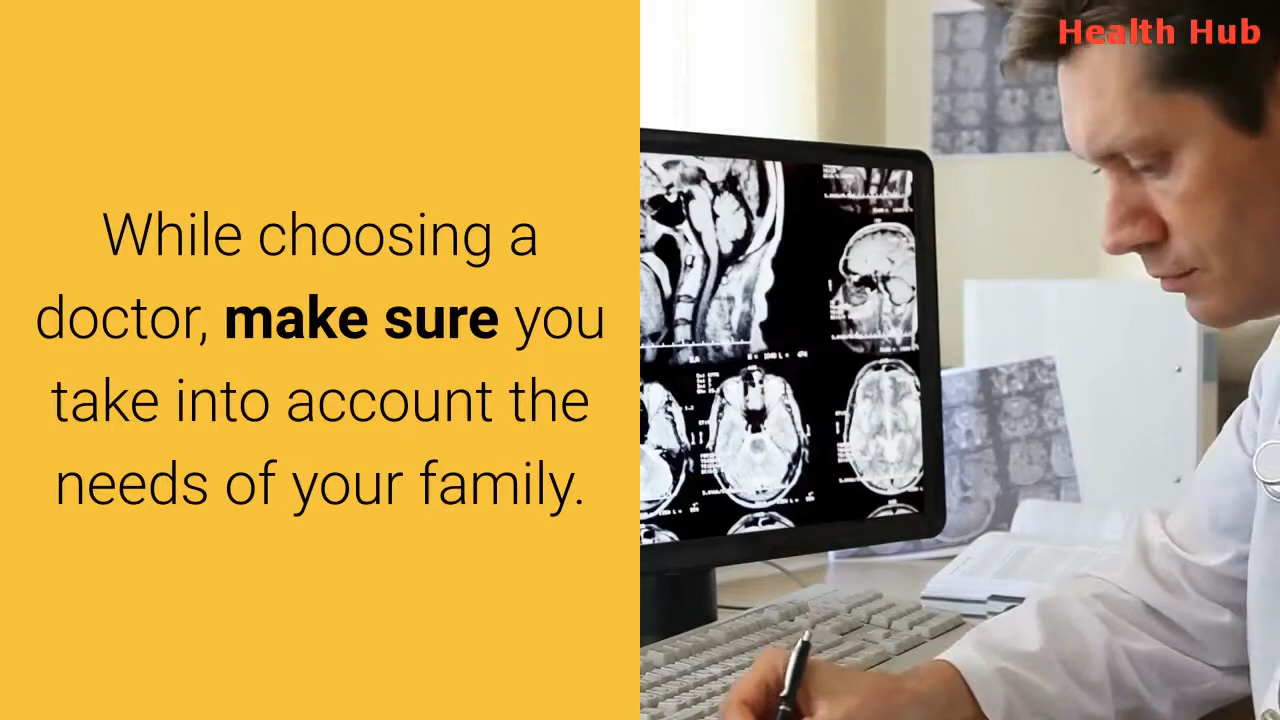 Health Hub
While choosing a
doctor, make sure you
take into account the
needs of your family.